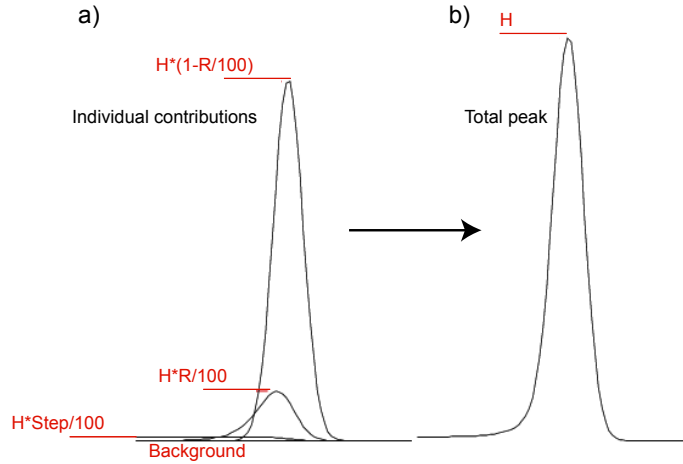 a)
b)
H
H*(1-R/100)
Individual contributions
Total peak
H*R/100
H*Step/100
Background